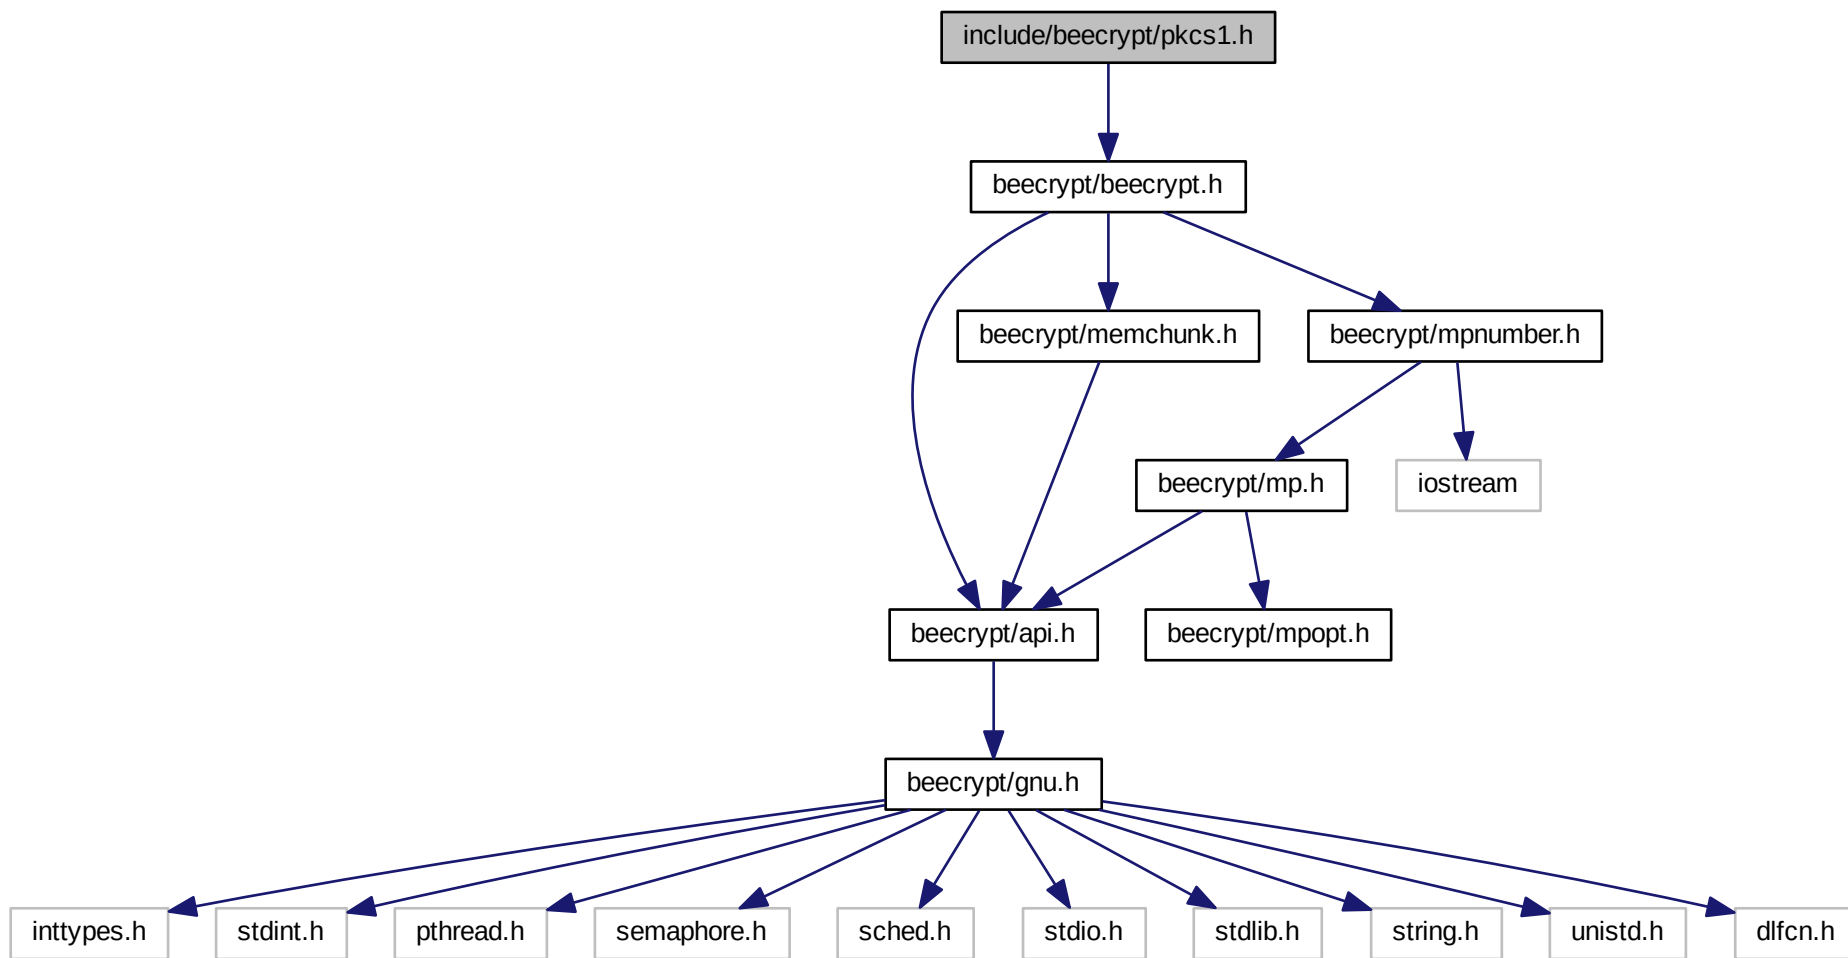 include/beecrypt/pkcs1.h
beecrypt/beecrypt.h
beecrypt/memchunk.h
beecrypt/mpnumber.h
beecrypt/mp.h
iostream
beecrypt/api.h
beecrypt/mpopt.h
beecrypt/gnu.h
inttypes.h
stdint.h
pthread.h
semaphore.h
sched.h
stdio.h
stdlib.h
string.h
unistd.h
dlfcn.h